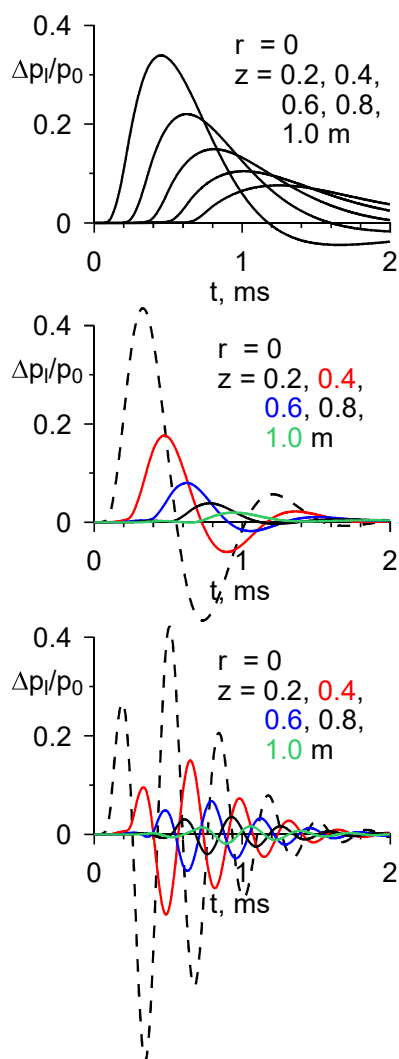 0.4
Δpₗ/p₀
0.2
0
r = 0
z = 0.2, 0.4,
0.6, 0.8,
1.0 m
0 1 2
t, ms
0.4
Δpₗ/p₀
0.2
0
r = 0
z = 0.2, 0.4,
0.6, 0.8,
1.0 m
0 1 2
t, ms
0.4
Δpₗ/p₀
0.2
0
r = 0
z = 0.2, 0.4,
0.6, 0.8,
1.0 m
0 1 2
t, ms